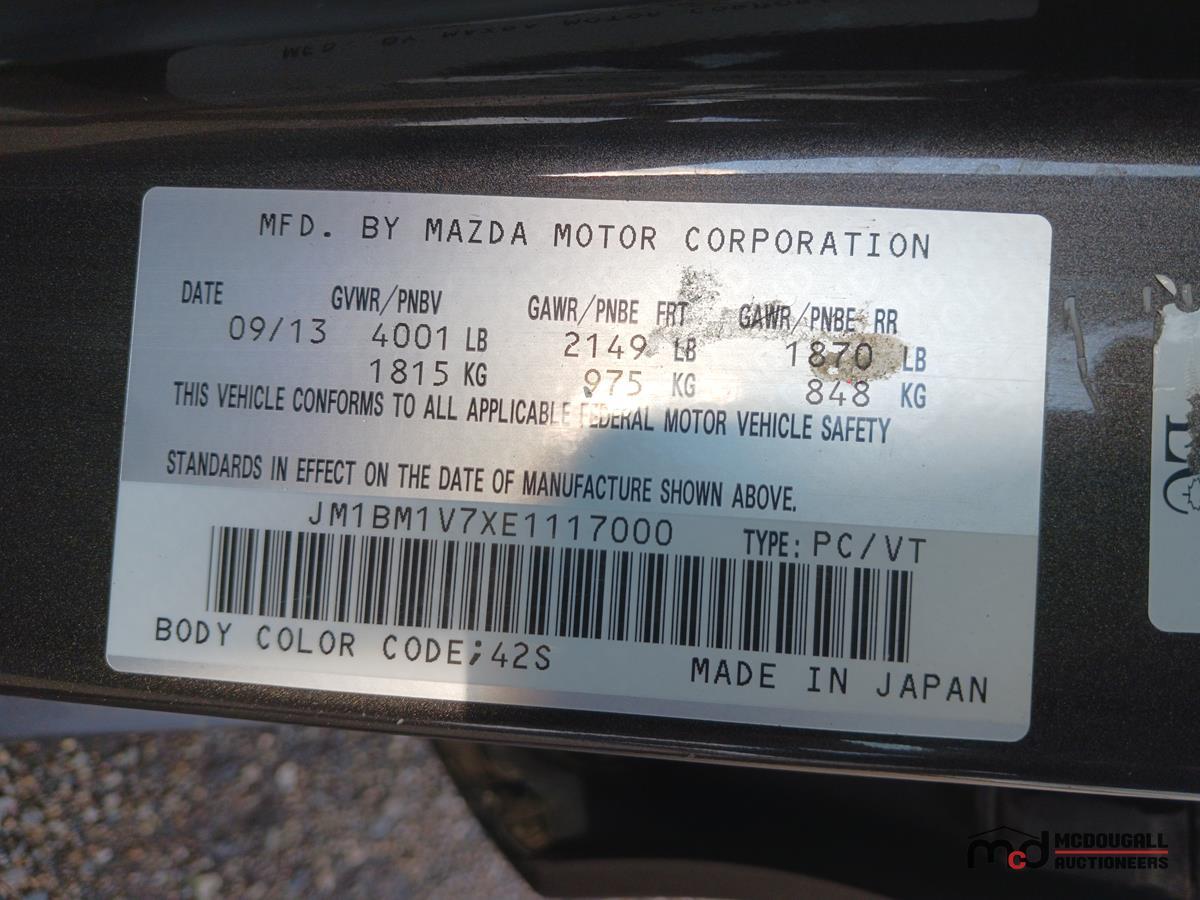 MFD. BY MAZDA MOTOR CORPORATION
DATE GVWR/PNBV GAWR/PNBE FRT GAWR/PNBE RR
09/13 4001 LB 2149 LB 1870 LB
1815 KG 975 KG 848 KG
THIS VEHICLE CONFORMS TO ALL APPLICABLE FEDERAL MOTOR VEHICLE SAFETY
STANDARDS IN EFFECT ON THE DATE OF MANUFACTURE SHOWN ABOVE.
JM1BM1V7XE1117000 TYPE: PC/VT
BODY COLOR CODE;42S MADE IN JAPAN
mcd MCDOUGALL
AUCTIONEERS